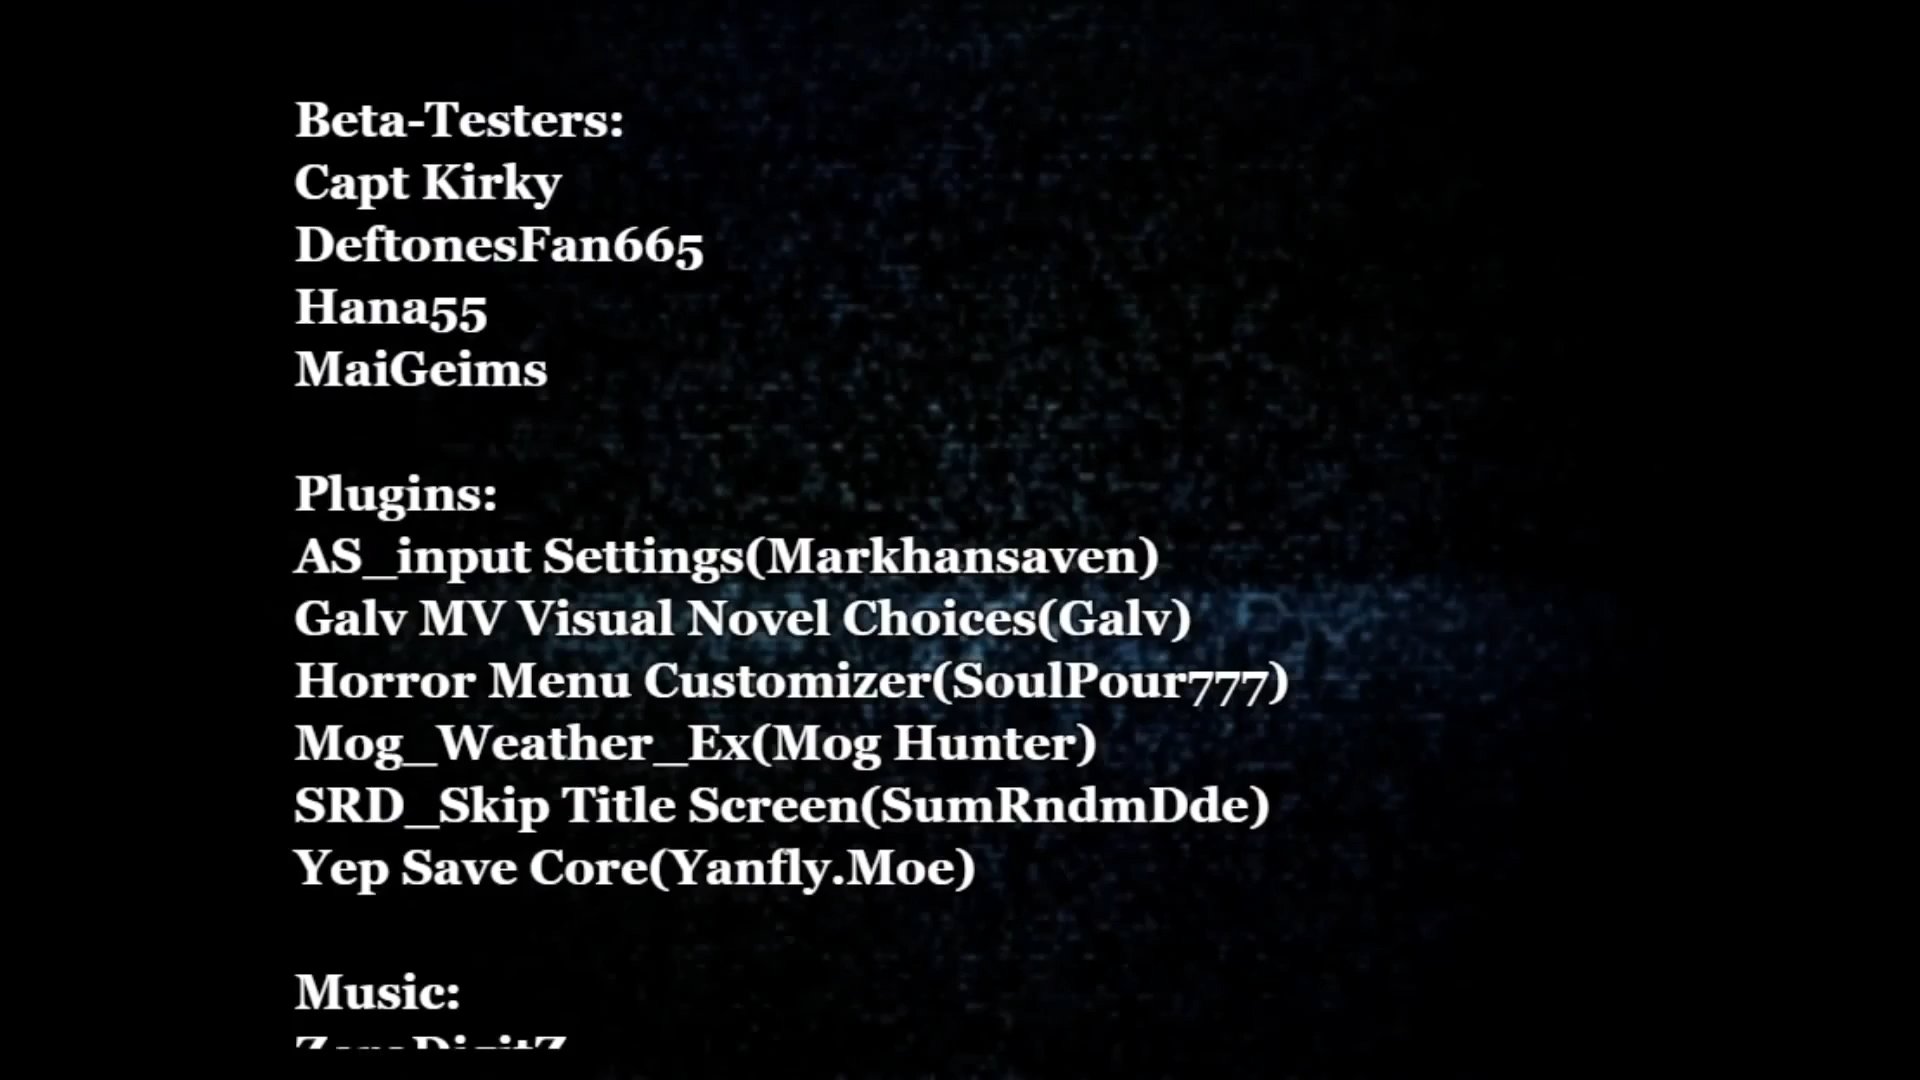 Beta-Testers:
Capt Kirky
DeftonesFan665
Hana55
MaiGeims
Plugins:
AS_input Settings(Markhansaven)
Galv MV Visual Novel Choices(Galv)
Horror Menu Customizer(SoulPour777)
Mog_Weather_Ex(Mog Hunter)
SRD_Skip Title Screen(SumRndmDde)
Yep Save Core(Yanfly.Moe)
Music: